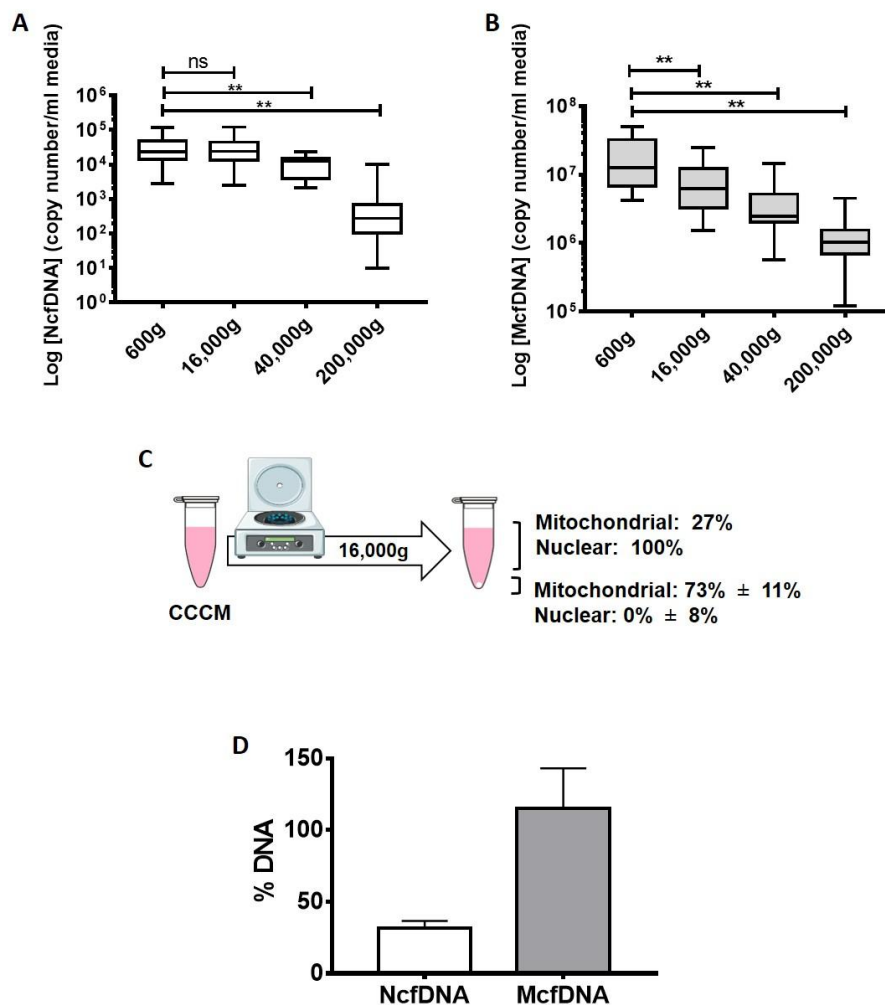 A
ns
**
**
Log [NcfDNA] (copy number/ml media)
10⁶
10⁵
10⁴
10³
10²
10¹
10⁰
600g
16,000g
40,000g
200,000g
B
**
**
**
Log [McfDNA] (copy number/ml media)
10⁸
10⁷
10⁶
10⁵
600g
16,000g
40,000g
200,000g
C
16,000g
CCCM
Mitochondrial: 27%
Nuclear: 100%
Mitochondrial: 73% ± 11%
Nuclear: 0% ± 8%
D
% DNA
150
100
50
0
NcfDNA McfDNA